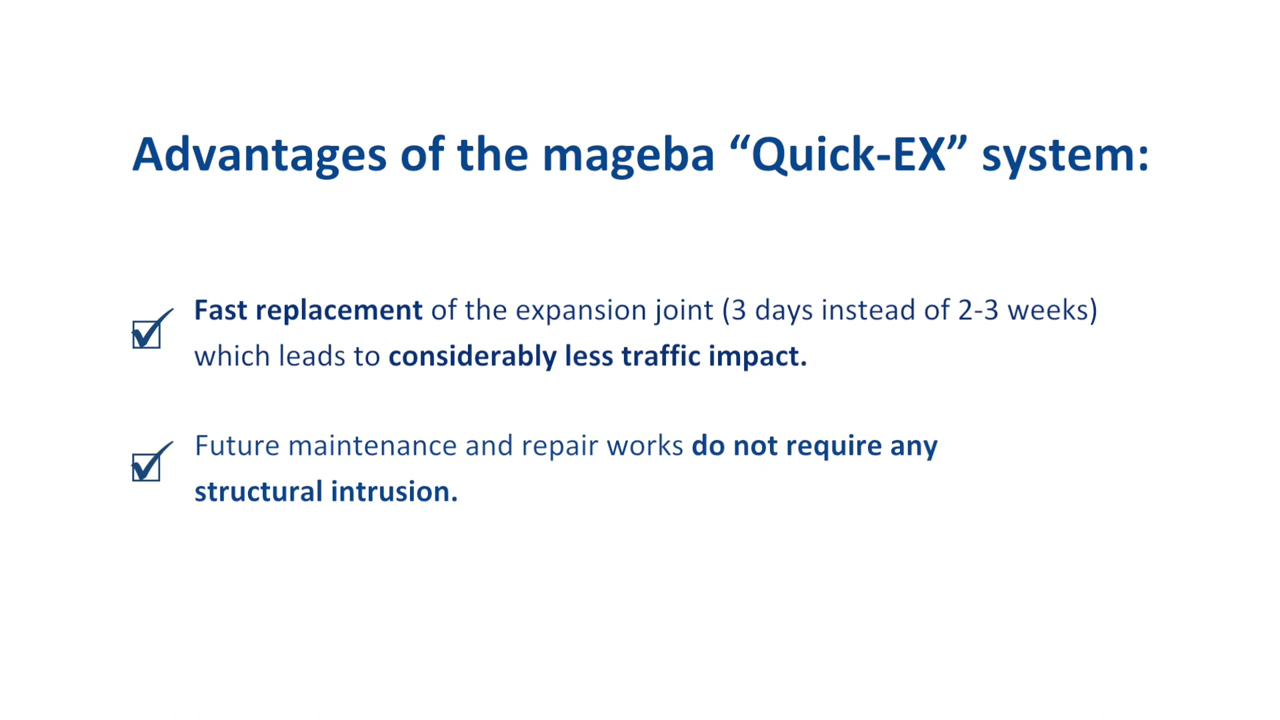 Advantages of the mageba “Quick-EX” system:
Fast replacement of the expansion joint (3 days instead of 2-3 weeks)
which leads to considerably less traffic impact.
Future maintenance and repair works do not require any
structural intrusion.